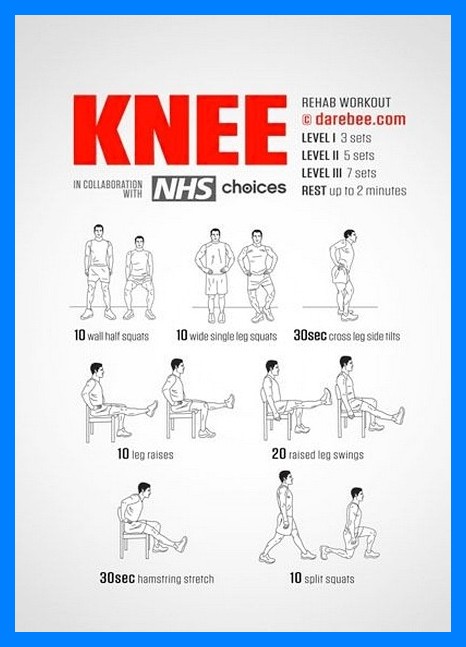 KNEE
REHAB WORKOUT
© darebee.com
LEVEL I 3 sets
LEVEL II 5 sets
LEVEL III 7 sets
REST up to 2 minutes
IN COLLABORATION
WITH
NHS choices
10 wall half squats
10 wide single leg squats
30sec cross leg side tilts
10 leg raises
20 raised leg swings
30sec hamstring stretch
10 split squats